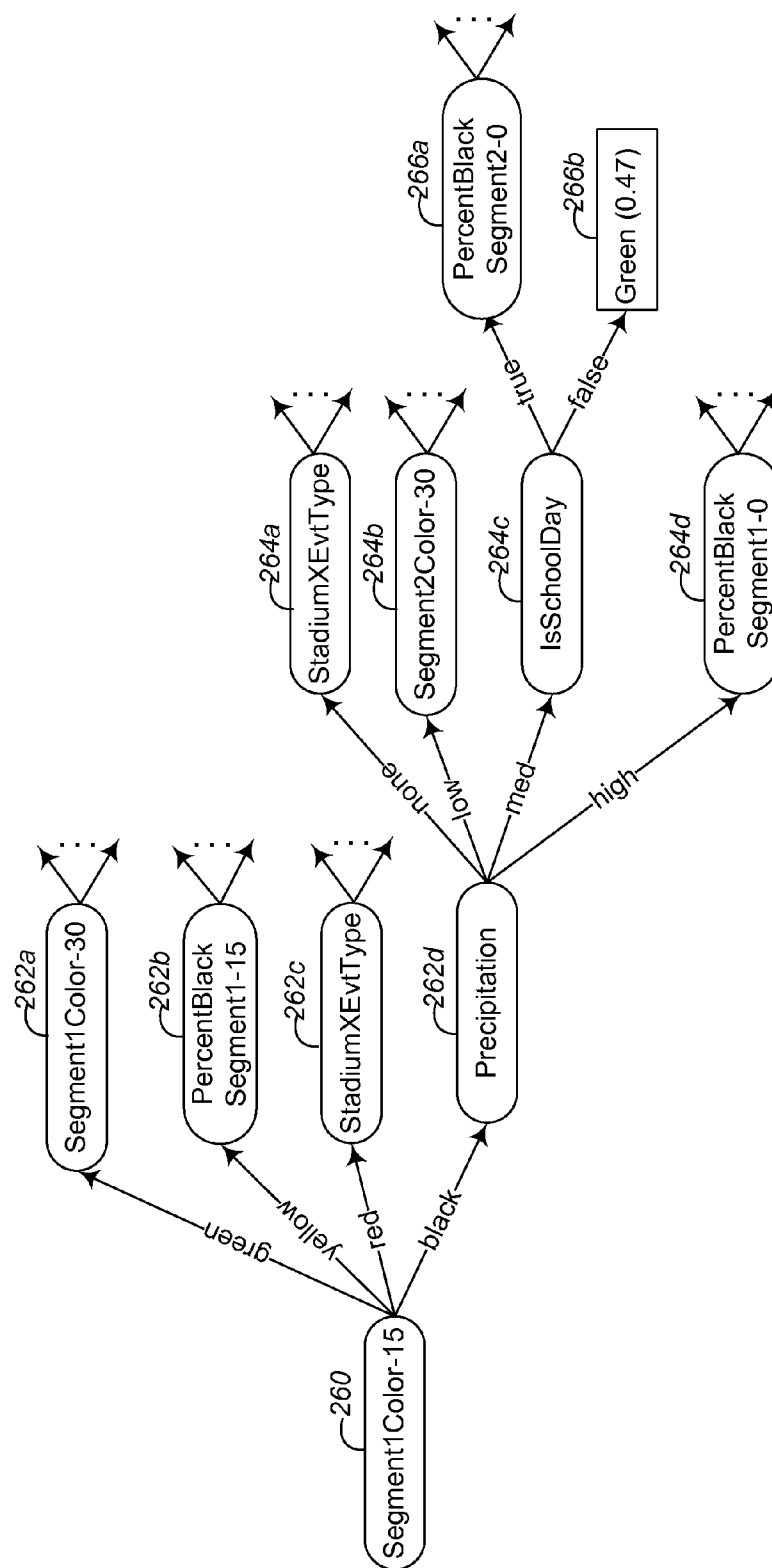 260
Segment1Color-15
green
yellow
red
black
262a
Segment1Color-30
262b
PercentBlack
Segment1-15
262c
StadiumXEvtType
262d
Precipitation
none
low
med
high
264a
StadiumXEvtType
264b
Segment2Color-30
264c
IsSchoolDay
264d
PercentBlack
Segment1-0
true
false
266a
PercentBlack
Segment2-0
266b
Green (0.47)